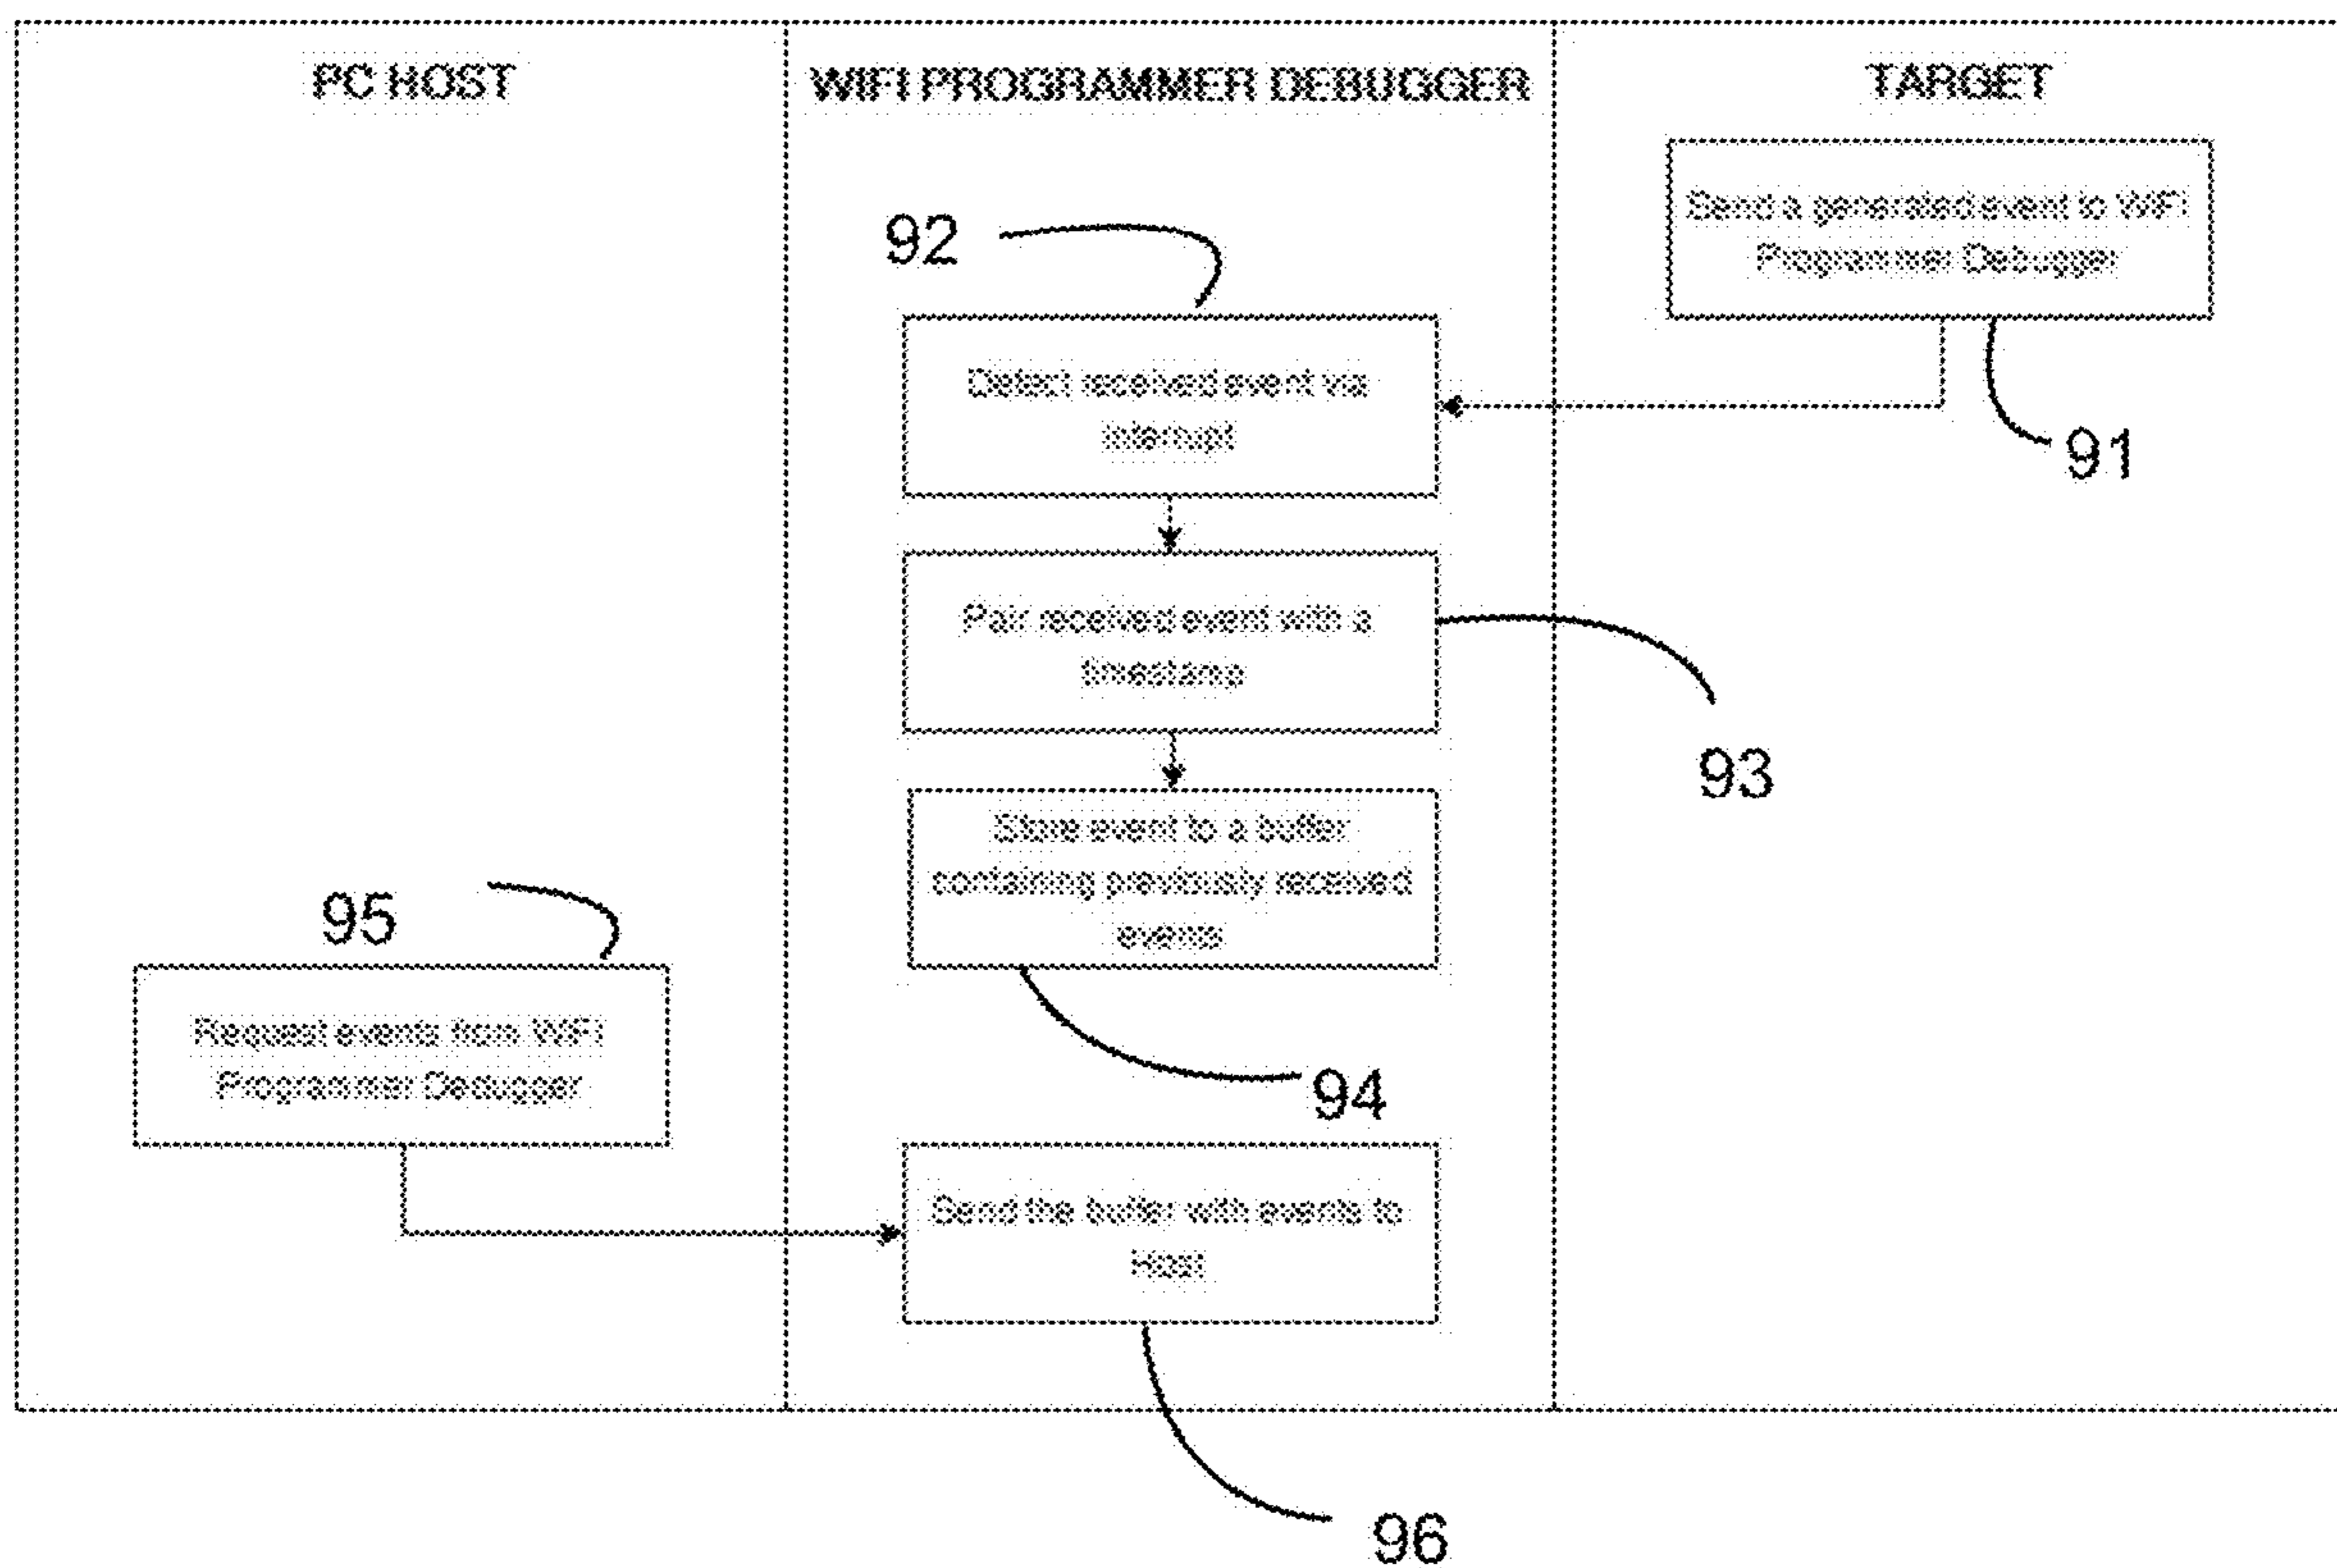 PC HOST
WIFI PROGRAMMER DEBUGGER
TARGET
Send a generated event to WiFi
Programmer Debugger
92
Detect received event via
interrupt
91
Pair received event with a
timestamp
93
Store event to a buffer
containing previously received
events
95
Request events from WiFi
Programmer Debugger
94
Send the buffer with events to
Host
96